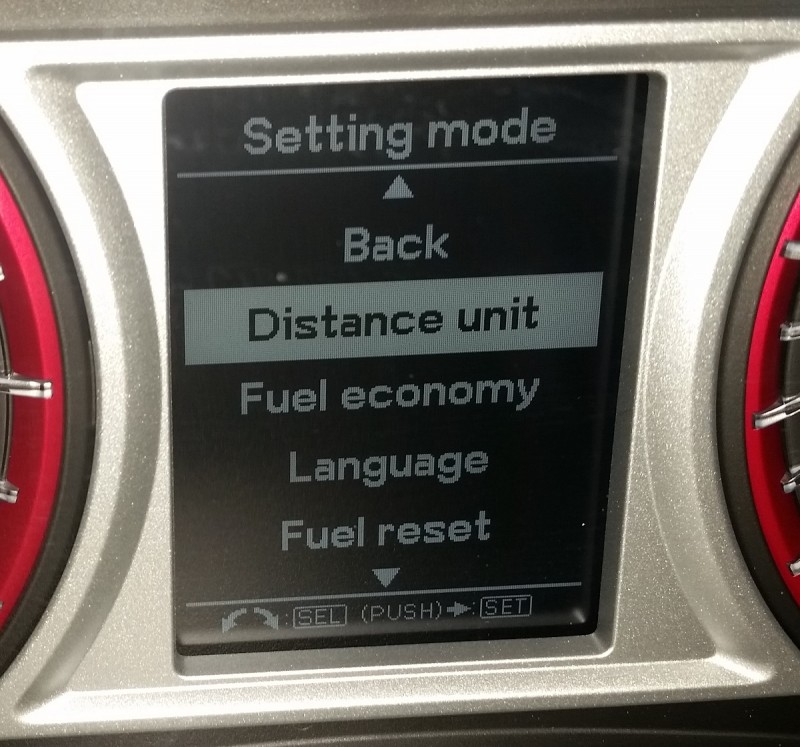 Setting mode
Back
Distance unit
Fuel economy
Language
Fuel reset
:SEL (PUSH)➡:SET